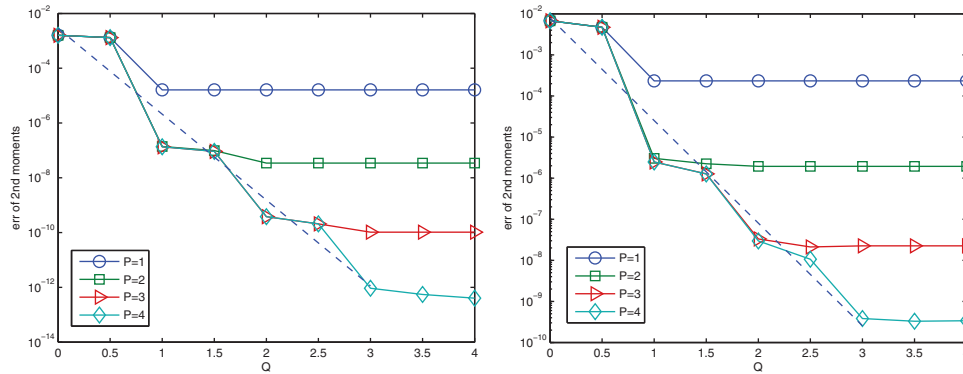 10^-2
10^-4
10^-6
10^-8
10^-10
10^-12
10^-14
err of 2nd moments
0 0.5 1 1.5 2 2.5 3 3.5 4
Q
P=1
P=2
P=3
P=4
10^-2
10^-3
10^-4
10^-5
10^-6
10^-7
10^-8
10^-9
10^-10
err of 2nd moments
0 0.5 1 1.5 2 2.5 3 3.5
Q
P=1
P=2
P=3
P=4